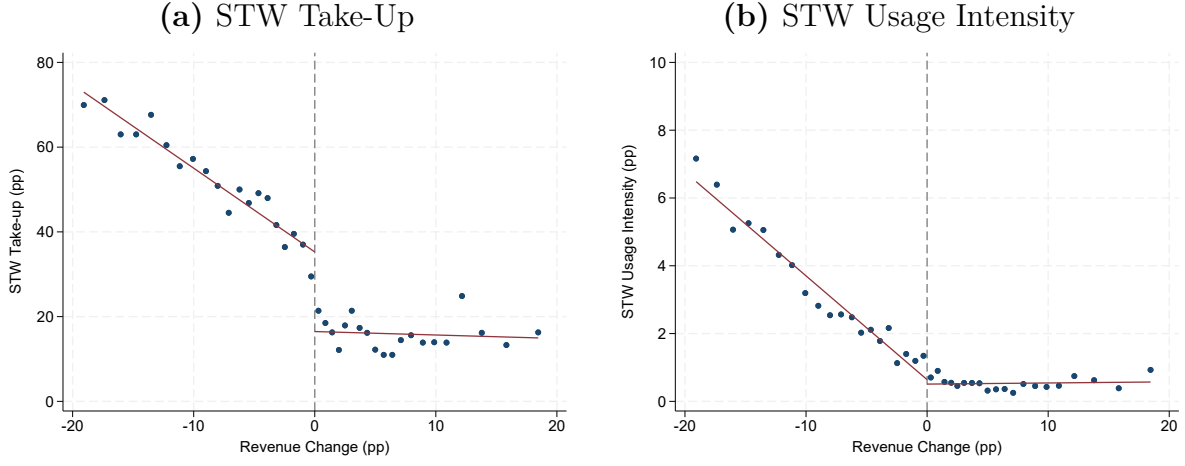 (a) STW Take-Up
80
60
40
20
0
-20 -10 0 10 20
STW Take-up (pp)
Revenue Change (pp)
(b) STW Usage Intensity
10
8
6
4
2
0
-20 -10 0 10 20
STW Usage Intensity (pp)
Revenue Change (pp)